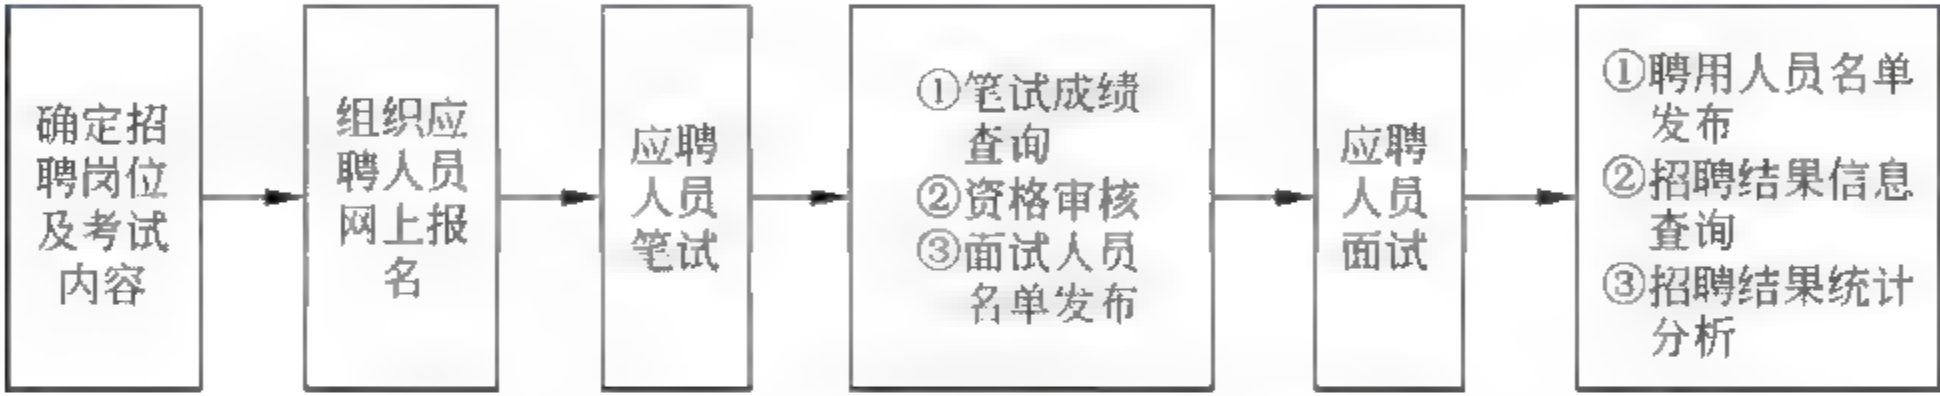 确定招
聘岗位
及考试
内容
组织应
聘人员
网上报
名
应聘
人员
笔试
①笔试成绩
查询
②资格审核
③面试人员
名单发布
应聘
人员
面试
①聘用人员名单
发布
②招聘结果信息
查询
③招聘结果统计
分析